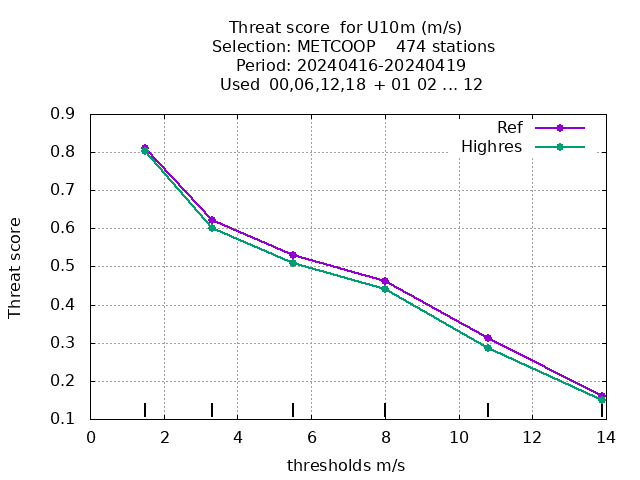 Threat score  for U10m (m/s)
Selection: METCOOP    474 stations
Period: 20240416-20240419
Used  00,06,12,18  + 01 02 ... 12
Ref
Highres
0.9
0.8
0.7
0.6
0.5
0.4
0.3
0.2
0.1
Threat score
0 2 4 6 8 10 12 14
thresholds m/s